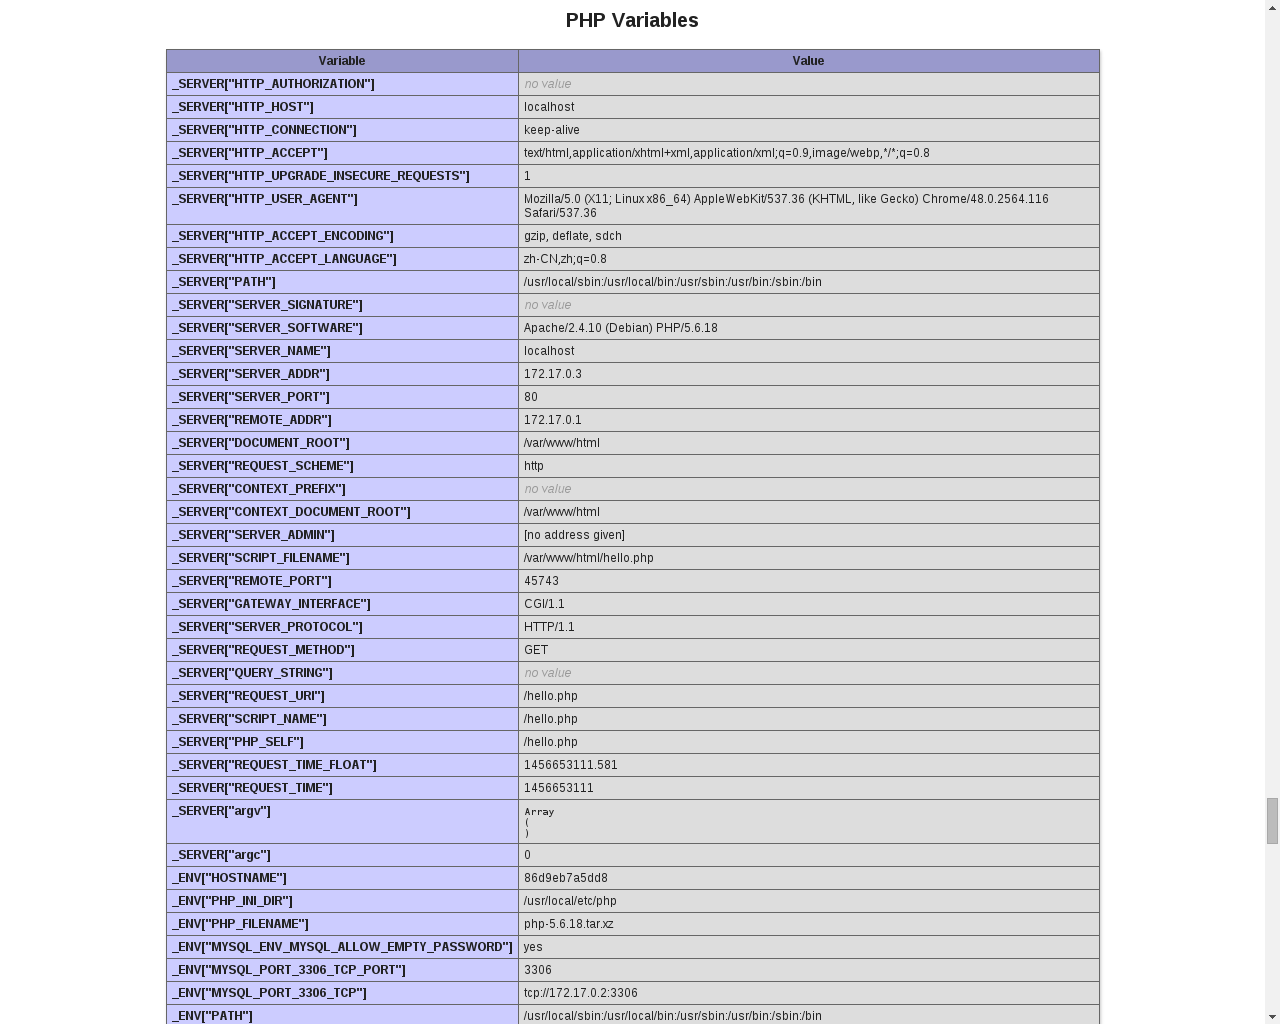 PHP Variables
Variable Value
_SERVER["HTTP_AUTHORIZATION"] no value
_SERVER["HTTP_HOST"] localhost
_SERVER["HTTP_CONNECTION"] keep-alive
_SERVER["HTTP_ACCEPT"] text/html,application/xhtml+xml,application/xml;q=0.9,image/webp,*/*;q=0.8
_SERVER["HTTP_UPGRADE_INSECURE_REQUESTS"] 1
_SERVER["HTTP_USER_AGENT"] Mozilla/5.0 (X11; Linux x86_64) AppleWebKit/537.36 (KHTML, like Gecko) Chrome/48.0.2564.116
Safari/537.36
_SERVER["HTTP_ACCEPT_ENCODING"] gzip, deflate, sdch
_SERVER["HTTP_ACCEPT_LANGUAGE"] zh-CN,zh;q=0.8
_SERVER["PATH"] /usr/local/sbin:/usr/local/bin:/usr/sbin:/usr/bin:/sbin:/bin
_SERVER["SERVER_SIGNATURE"] no value
_SERVER["SERVER_SOFTWARE"] Apache/2.4.10 (Debian) PHP/5.6.18
_SERVER["SERVER_NAME"] localhost
_SERVER["SERVER_ADDR"] 172.17.0.3
_SERVER["SERVER_PORT"] 80
_SERVER["REMOTE_ADDR"] 172.17.0.1
_SERVER["DOCUMENT_ROOT"] /var/www/html
_SERVER["REQUEST_SCHEME"] http
_SERVER["CONTEXT_PREFIX"] no value
_SERVER["CONTEXT_DOCUMENT_ROOT"] /var/www/html
_SERVER["SERVER_ADMIN"] [no address given]
_SERVER["SCRIPT_FILENAME"] /var/www/html/hello.php
_SERVER["REMOTE_PORT"] 45743
_SERVER["GATEWAY_INTERFACE"] CGI/1.1
_SERVER["SERVER_PROTOCOL"] HTTP/1.1
_SERVER["REQUEST_METHOD"] GET
_SERVER["QUERY_STRING"] no value
_SERVER["REQUEST_URI"] /hello.php
_SERVER["SCRIPT_NAME"] /hello.php
_SERVER["PHP_SELF"] /hello.php
_SERVER["REQUEST_TIME_FLOAT"] 1456653111.581
_SERVER["REQUEST_TIME"] 1456653111
_SERVER["argv"] Array
(
)
_SERVER["argc"] 0
_ENV["HOSTNAME"] 86d9eb7a5dd8
_ENV["PHP_INI_DIR"] /usr/local/etc/php
_ENV["PHP_FILENAME"] php-5.6.18.tar.xz
_ENV["MYSQL_ENV_MYSQL_ALLOW_EMPTY_PASSWORD"] yes
_ENV["MYSQL_PORT_3306_TCP_PORT"] 3306
_ENV["MYSQL_PORT_3306_TCP"] tcp://172.17.0.2:3306
_ENV["PATH"] /usr/local/sbin:/usr/local/bin:/usr/sbin:/usr/bin:/sbin:/bin